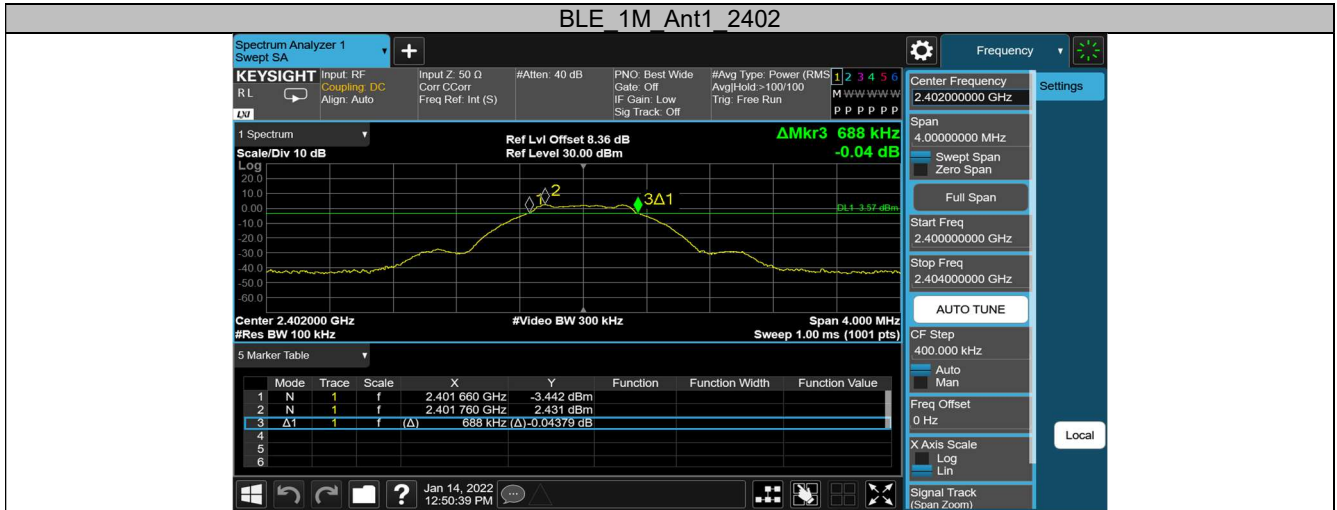 BLE_1M_Ant1_2402
Spectrum Analyzer 1
Swept SA
+
Frequency
KEYSIGHT
RL
LXI
Input: RF
Coupling: DC
Align: Auto
Input Z: 50 Ω
Corr CCorr
Freq Ref: Int (S)
#Atten: 40 dB
PNO: Best Wide
Gate: Off
IF Gain: Low
Sig Track: Off
#Avg Type: Power (RMS
Avg|Hold:>100/100
Trig: Free Run
1 2 3 4 5 6
M W W W W W
P P P P P P
1 Spectrum
Scale/Div 10 dB
Ref Lvl Offset 8.36 dB
Ref Level 30.00 dBm
ΔMkr3 688 kHz
-0.04 dB
Log
20.0
10.0
0.00
-10.0
-20.0
-30.0
-40.0
-50.0
-60.0
1
2
3Δ1
DL1 -3.57 dBm
Center 2.402000 GHz
#Video BW 300 kHz
Span 4.000 MHz
#Res BW 100 kHz
Sweep 1.00 ms (1001 pts)
5 Marker Table
Mode Trace Scale X Y Function Function Width Function Value
1 N 1 f 2.401 660 GHz -3.442 dBm
2 N 1 f 2.401 760 GHz 2.431 dBm
3 Δ1 1 f (Δ) 688 kHz (Δ) -0.04379 dB
4
5
6
?
Jan 14, 2022
12:50:39 PM
Center Frequency
2.402000000 GHz
Span
4.00000000 MHz
Swept Span
Zero Span
Full Span
Start Freq
2.400000000 GHz
Stop Freq
2.404000000 GHz
AUTO TUNE
CF Step
400.000 kHz
Auto
Man
Freq Offset
0 Hz
X Axis Scale
Log
Lin
Signal Track
(Span Zoom)
Settings
Local